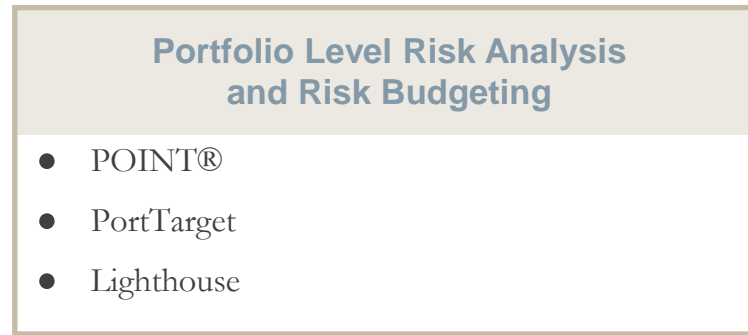 Portfolio Level Risk Analysis
and Risk Budgeting
● POINT®
● PortTarget
● Lighthouse